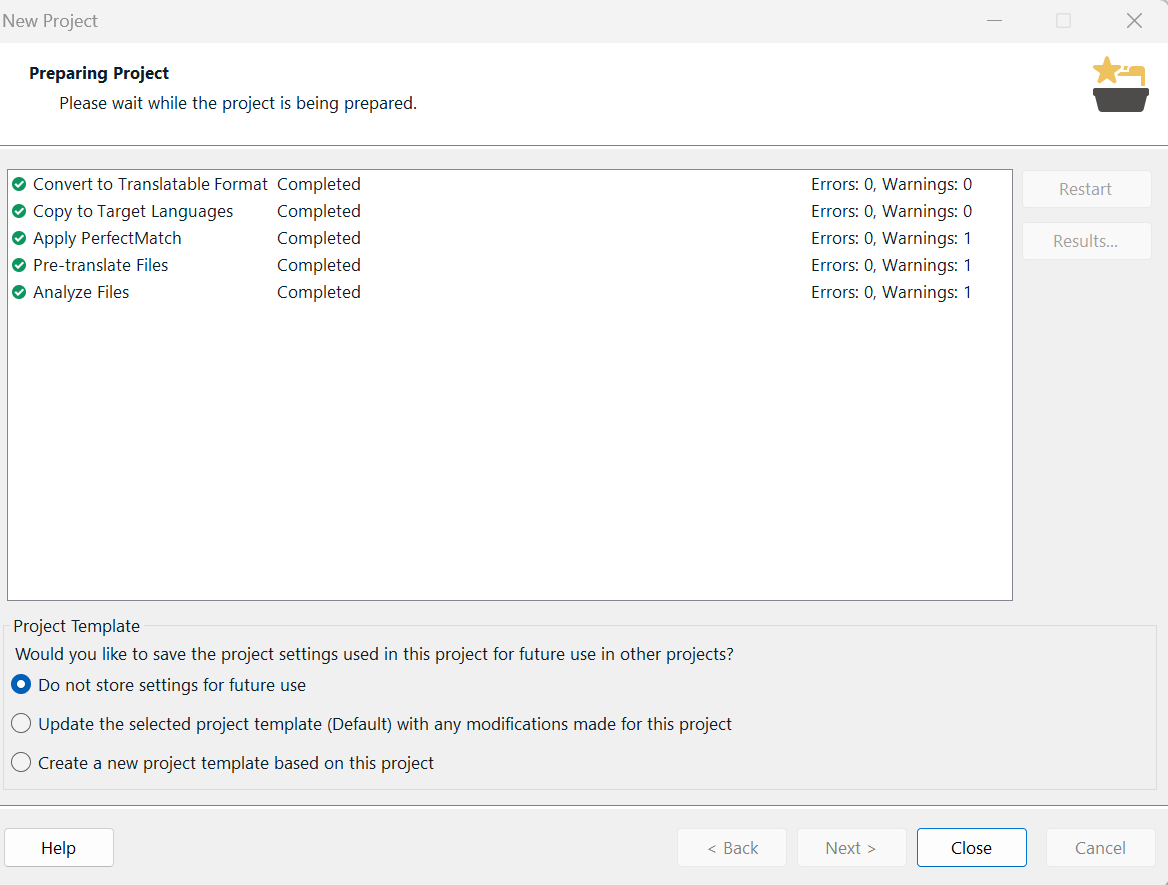 New Project
Preparing Project
Please wait while the project is being prepared.
Convert to Translatable Format Completed Errors: 0, Warnings: 0
Copy to Target Languages Completed Errors: 0, Warnings: 0
Apply PerfectMatch Completed Errors: 0, Warnings: 1
Pre-translate Files Completed Errors: 0, Warnings: 1
Analyze Files Completed Errors: 0, Warnings: 1
Restart
Results...
Project Template
Would you like to save the project settings used in this project for future use in other projects?
Do not store settings for future use
Update the selected project template (Default) with any modifications made for this project
Create a new project template based on this project
Help < Back Next > Close Cancel